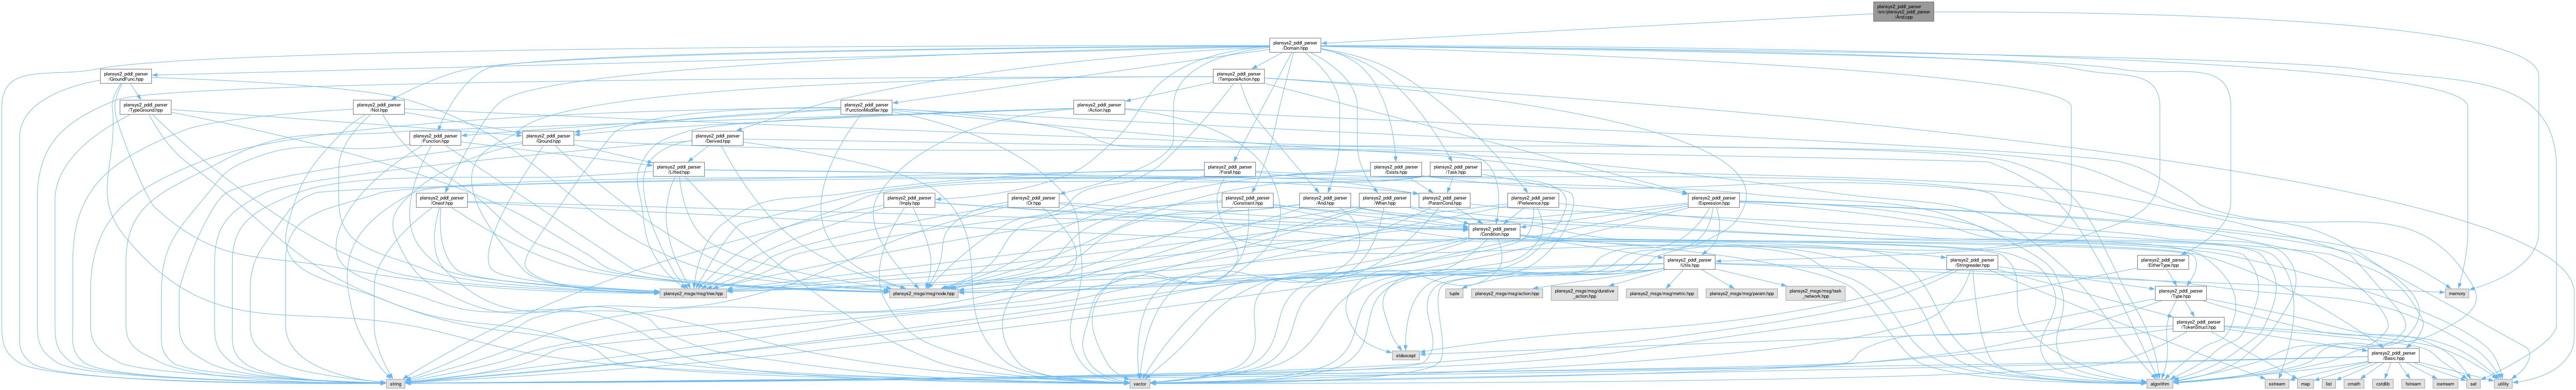 plansys2_pddl_parser
/src/plansys2_pddl_parser
/And.cpp
plansys2_pddl_parser
/Domain.hpp
plansys2_pddl_parser
/GroundFunc.hpp
plansys2_pddl_parser
/TemporalAction.hpp
plansys2_pddl_parser
/TypeGround.hpp
plansys2_pddl_parser
/Not.hpp
plansys2_pddl_parser
/FunctionModifier.hpp
plansys2_pddl_parser
/Action.hpp
plansys2_pddl_parser
/Function.hpp
plansys2_pddl_parser
/Ground.hpp
plansys2_pddl_parser
/Derived.hpp
plansys2_pddl_parser
/Lifted.hpp
plansys2_pddl_parser
/Forall.hpp
plansys2_pddl_parser
/Exists.hpp
plansys2_pddl_parser
/Task.hpp
plansys2_pddl_parser
/Oneof.hpp
plansys2_pddl_parser
/Imply.hpp
plansys2_pddl_parser
/Or.hpp
plansys2_pddl_parser
/Constraint.hpp
plansys2_pddl_parser
/And.hpp
plansys2_pddl_parser
/When.hpp
plansys2_pddl_parser
/ParamCond.hpp
plansys2_pddl_parser
/Preference.hpp
plansys2_pddl_parser
/Expression.hpp
plansys2_pddl_parser
/Condition.hpp
plansys2_pddl_parser
/Utils.hpp
plansys2_pddl_parser
/Stringreader.hpp
plansys2_pddl_parser
/EitherType.hpp
plansys2_msgs/msg/tree.hpp
plansys2_msgs/msg/node.hpp
tuple
plansys2_msgs/msg/action.hpp
plansys2_msgs/msg/durative
_action.hpp
plansys2_msgs/msg/metric.hpp
plansys2_msgs/msg/param.hpp
plansys2_msgs/msg/task
_network.hpp
plansys2_pddl_parser
/Type.hpp
memory
plansys2_pddl_parser
/TokenStruct.hpp
stdexcept
plansys2_pddl_parser
/Basic.hpp
string
vector
algorithm
sstream
map
list
cmath
cstdlib
fstream
iostream
set
utility